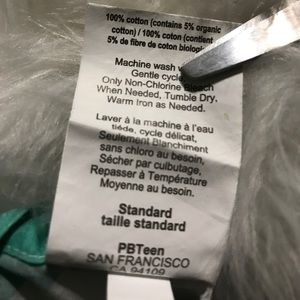 100% cotton (contains 5% organic
cotton) / 100% coton (contient
5% de fibre de coton biologi
Machine wash w
Gentle cycle
Only Non-Chlorine Bleach
When Needed, Tumble Dry,
Warm Iron as Needed.
Laver à la machine à l'eau
tiède, cycle délicat,
Seulement Blanchiment
sans chloro au besoin,
Sécher par culbutage,
Repasser à Température
Moyenne au besoin.
Standard
taille standard
PBTeen
SAN FRANCISCO
CA 94109